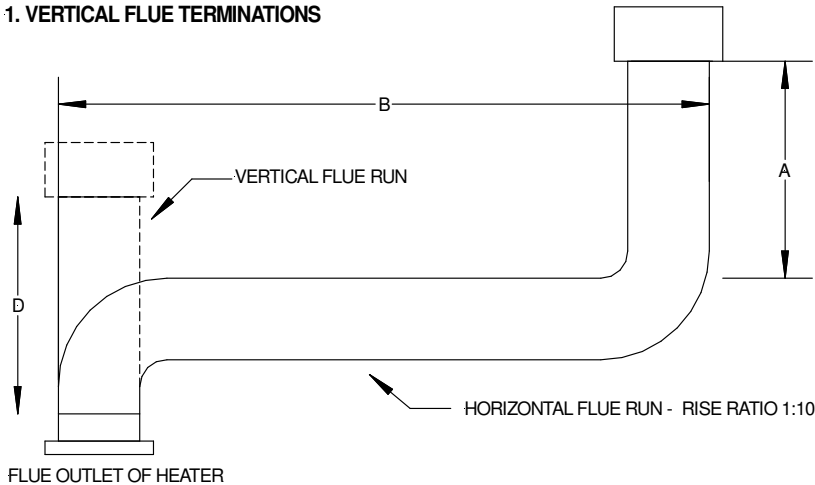 1. VERTICAL FLUE TERMINATIONS
B
A
VERTICAL FLUE RUN
D
HORIZONTAL FLUE RUN - RISE RATIO 1:10
FLUE OUTLET OF HEATER